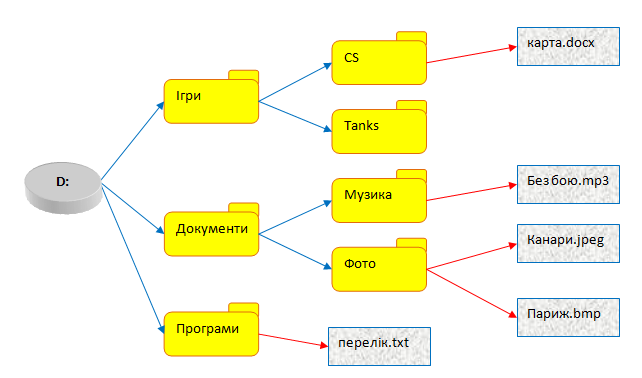 D:
Ігри
CS
карта.docx
Tanks
Документи
Музика
Без бою.mp3
Фото
Канари.jpeg
Париж.bmp
Програми
перелік.txt